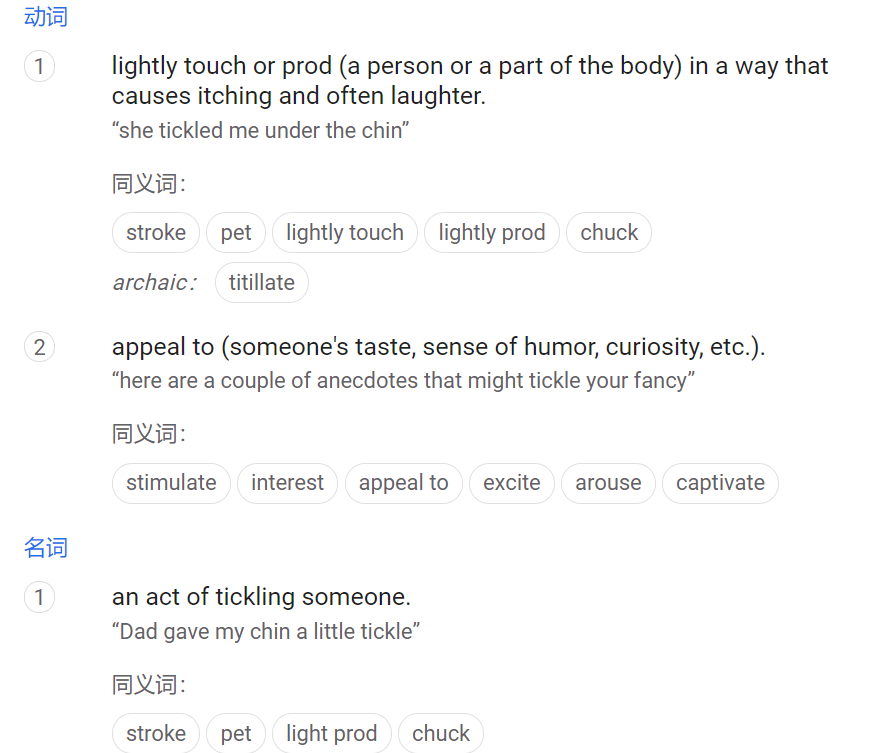 动词
1
lightly touch or prod (a person or a part of the body) in a way that
causes itching and often laughter.
“she tickled me under the chin”
同义词：
stroke pet lightly touch lightly prod chuck
archaic： titillate
2
appeal to (someone's taste, sense of humor, curiosity, etc.).
“here are a couple of anecdotes that might tickle your fancy”
同义词：
stimulate interest appeal to excite arouse captivate
名词
1
an act of tickling someone.
“Dad gave my chin a little tickle”
同义词：
stroke pet light prod chuck